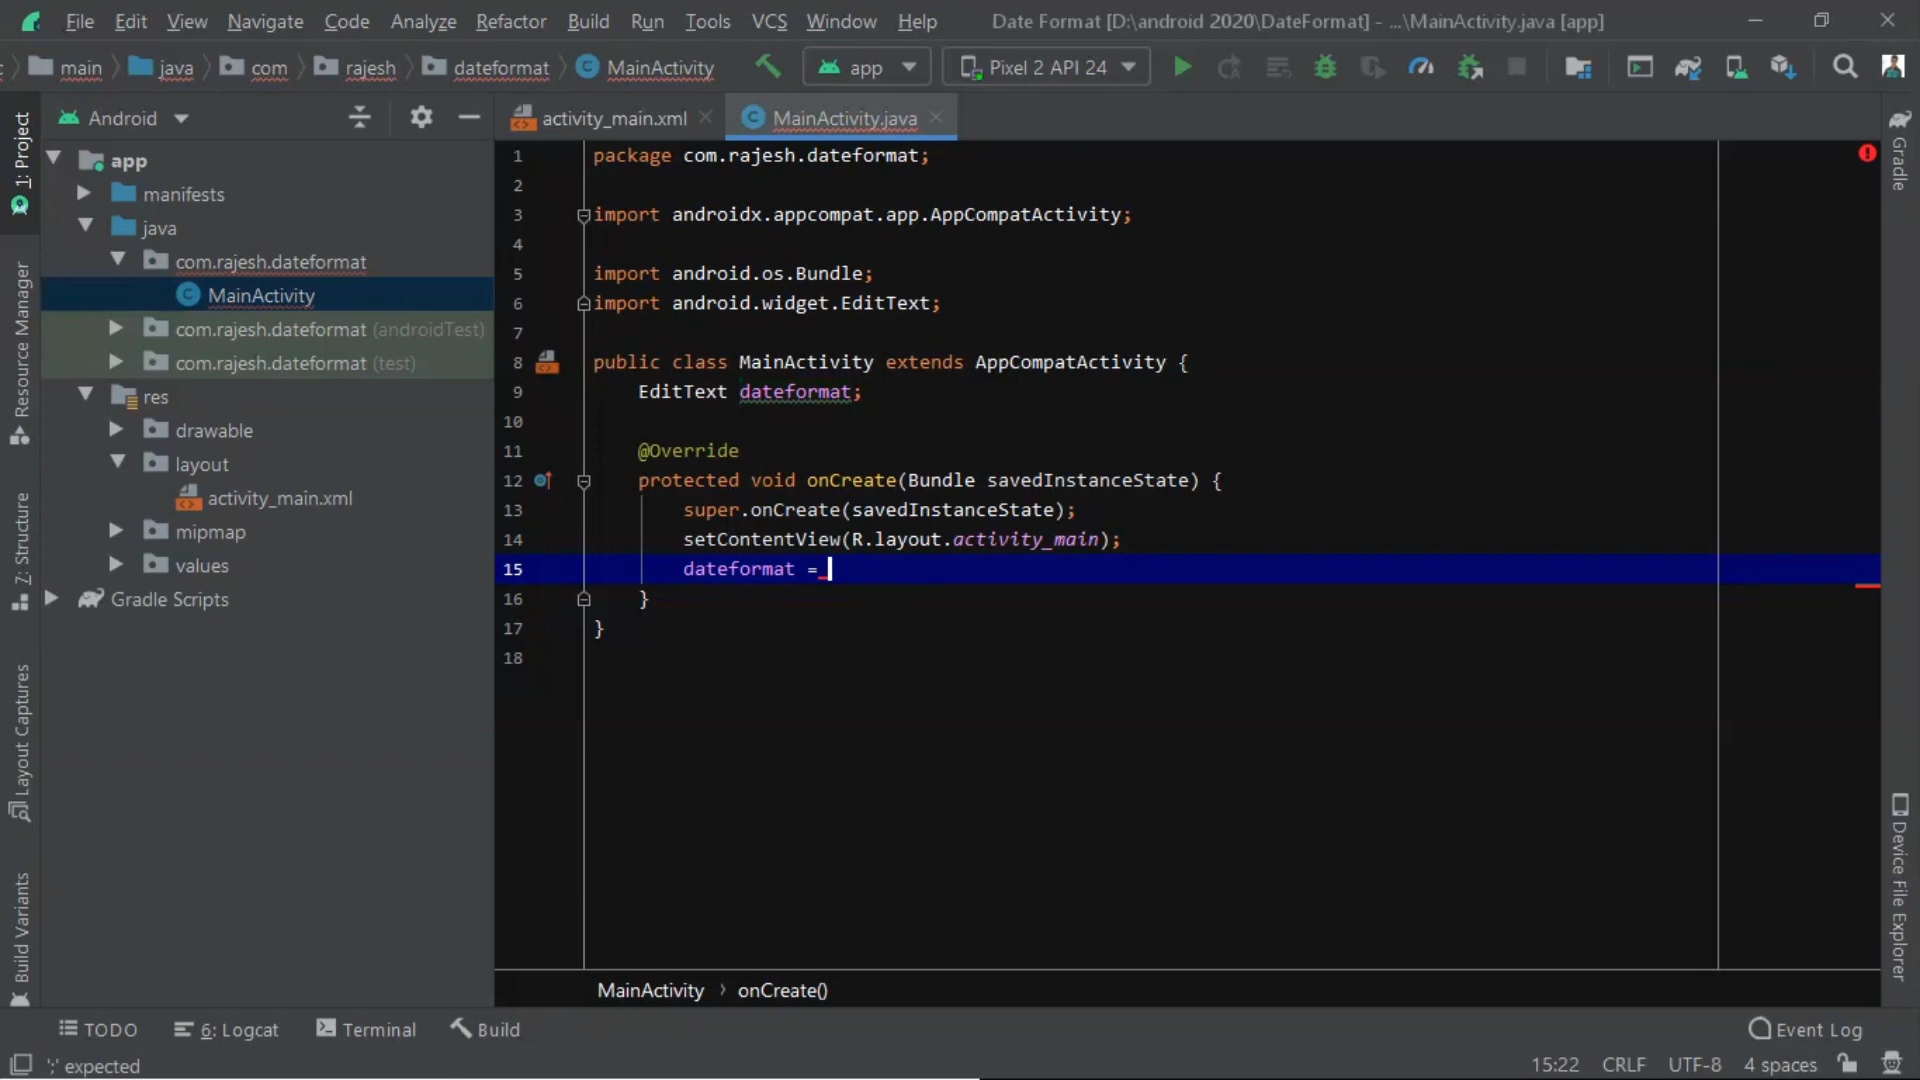 File Edit View Navigate Code Analyze Refactor Build Run Tools VCS Window Help Date Format [D:\android 2020\DateFormat] - ...\MainActivity.java [app]
main java com rajesh dateformat MainActivity app Pixel 2 API 24
Android
activity_main.xml
MainActivity.java
1: Project
Resource Manager
7: Structure
Layout Captures
Build Variants
app
manifests
java
com.rajesh.dateformat
MainActivity
com.rajesh.dateformat (androidTest)
com.rajesh.dateformat (test)
res
drawable
layout
activity_main.xml
mipmap
values
Gradle Scripts
1 package com.rajesh.dateformat;
2
3 import androidx.appcompat.app.AppCompatActivity;
4
5 import android.os.Bundle;
6 import android.widget.EditText;
7
8 public class MainActivity extends AppCompatActivity {
9 EditText dateformat;
10
11 @Override
12 protected void onCreate(Bundle savedInstanceState) {
13 super.onCreate(savedInstanceState);
14 setContentView(R.layout.activity_main);
15 dateformat =
16 }
17 }
18
Gradle
Device File Explorer
MainActivity › onCreate()
TODO 6: Logcat Terminal Build Event Log
';' expected 15:22 CRLF UTF-8 4 spaces